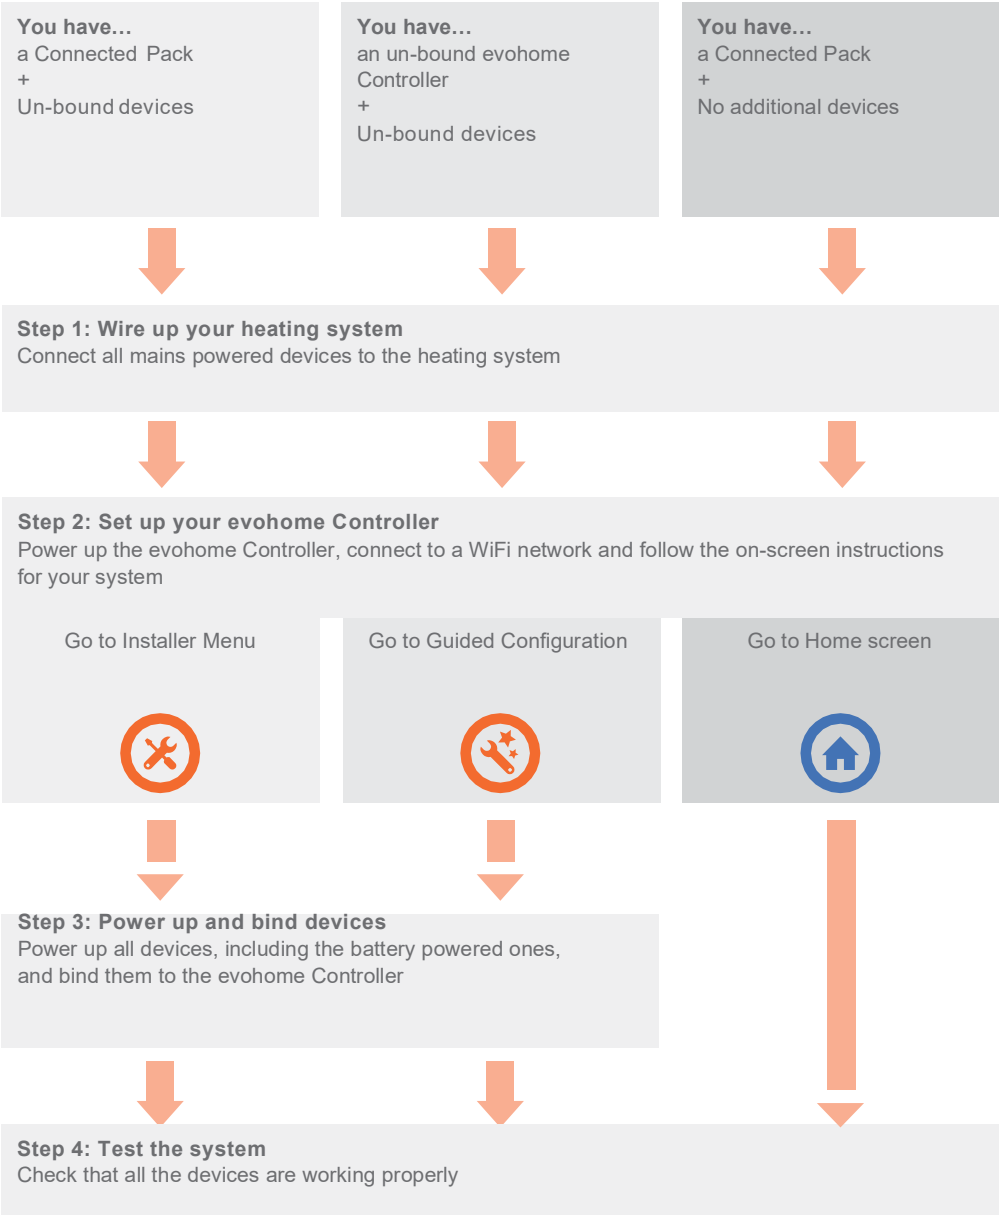 You have…
a Connected Pack
+
Un-bound devices
You have…
an un-bound evohome
Controller
+
Un-bound devices
You have…
a Connected Pack
+
No additional devices
Step 1: Wire up your heating system
Connect all mains powered devices to the heating system
Step 2: Set up your evohome Controller
Power up the evohome Controller, connect to a WiFi network and follow the on-screen instructions
for your system
Go to Installer Menu
Go to Guided Configuration
Go to Home screen
Step 3: Power up and bind devices
Power up all devices, including the battery powered ones,
and bind them to the evohome Controller
Step 4: Test the system
Check that all the devices are working properly